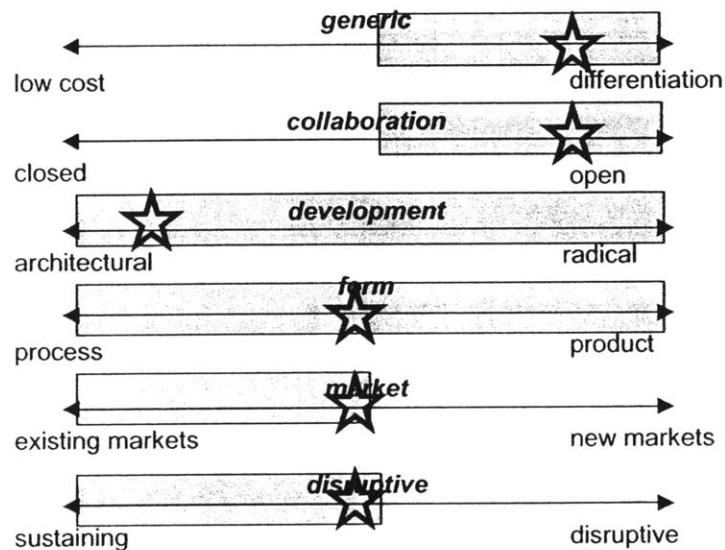 generic
low cost differentiation
collaboration
closed open
development
architectural radical
form
process product
market
existing markets new markets
disruptive
sustaining disruptive